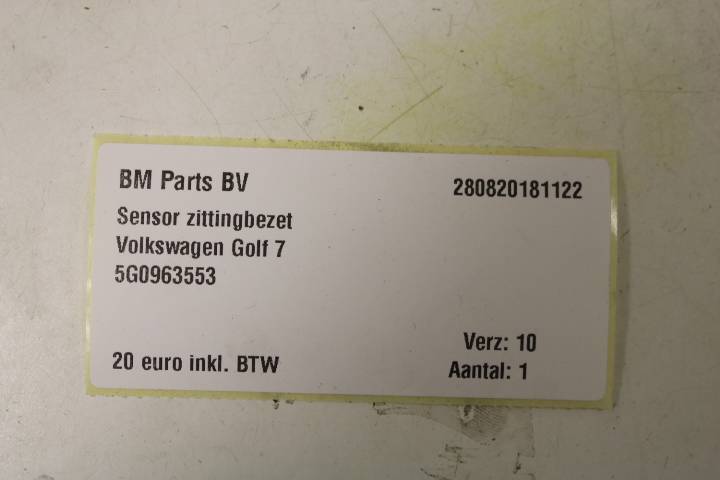 BM Parts BV
280820181122
Sensor zittingbezet
Volkswagen Golf 7
5G0963553
Verz: 10
20 euro inkl. BTW
Aantal: 1